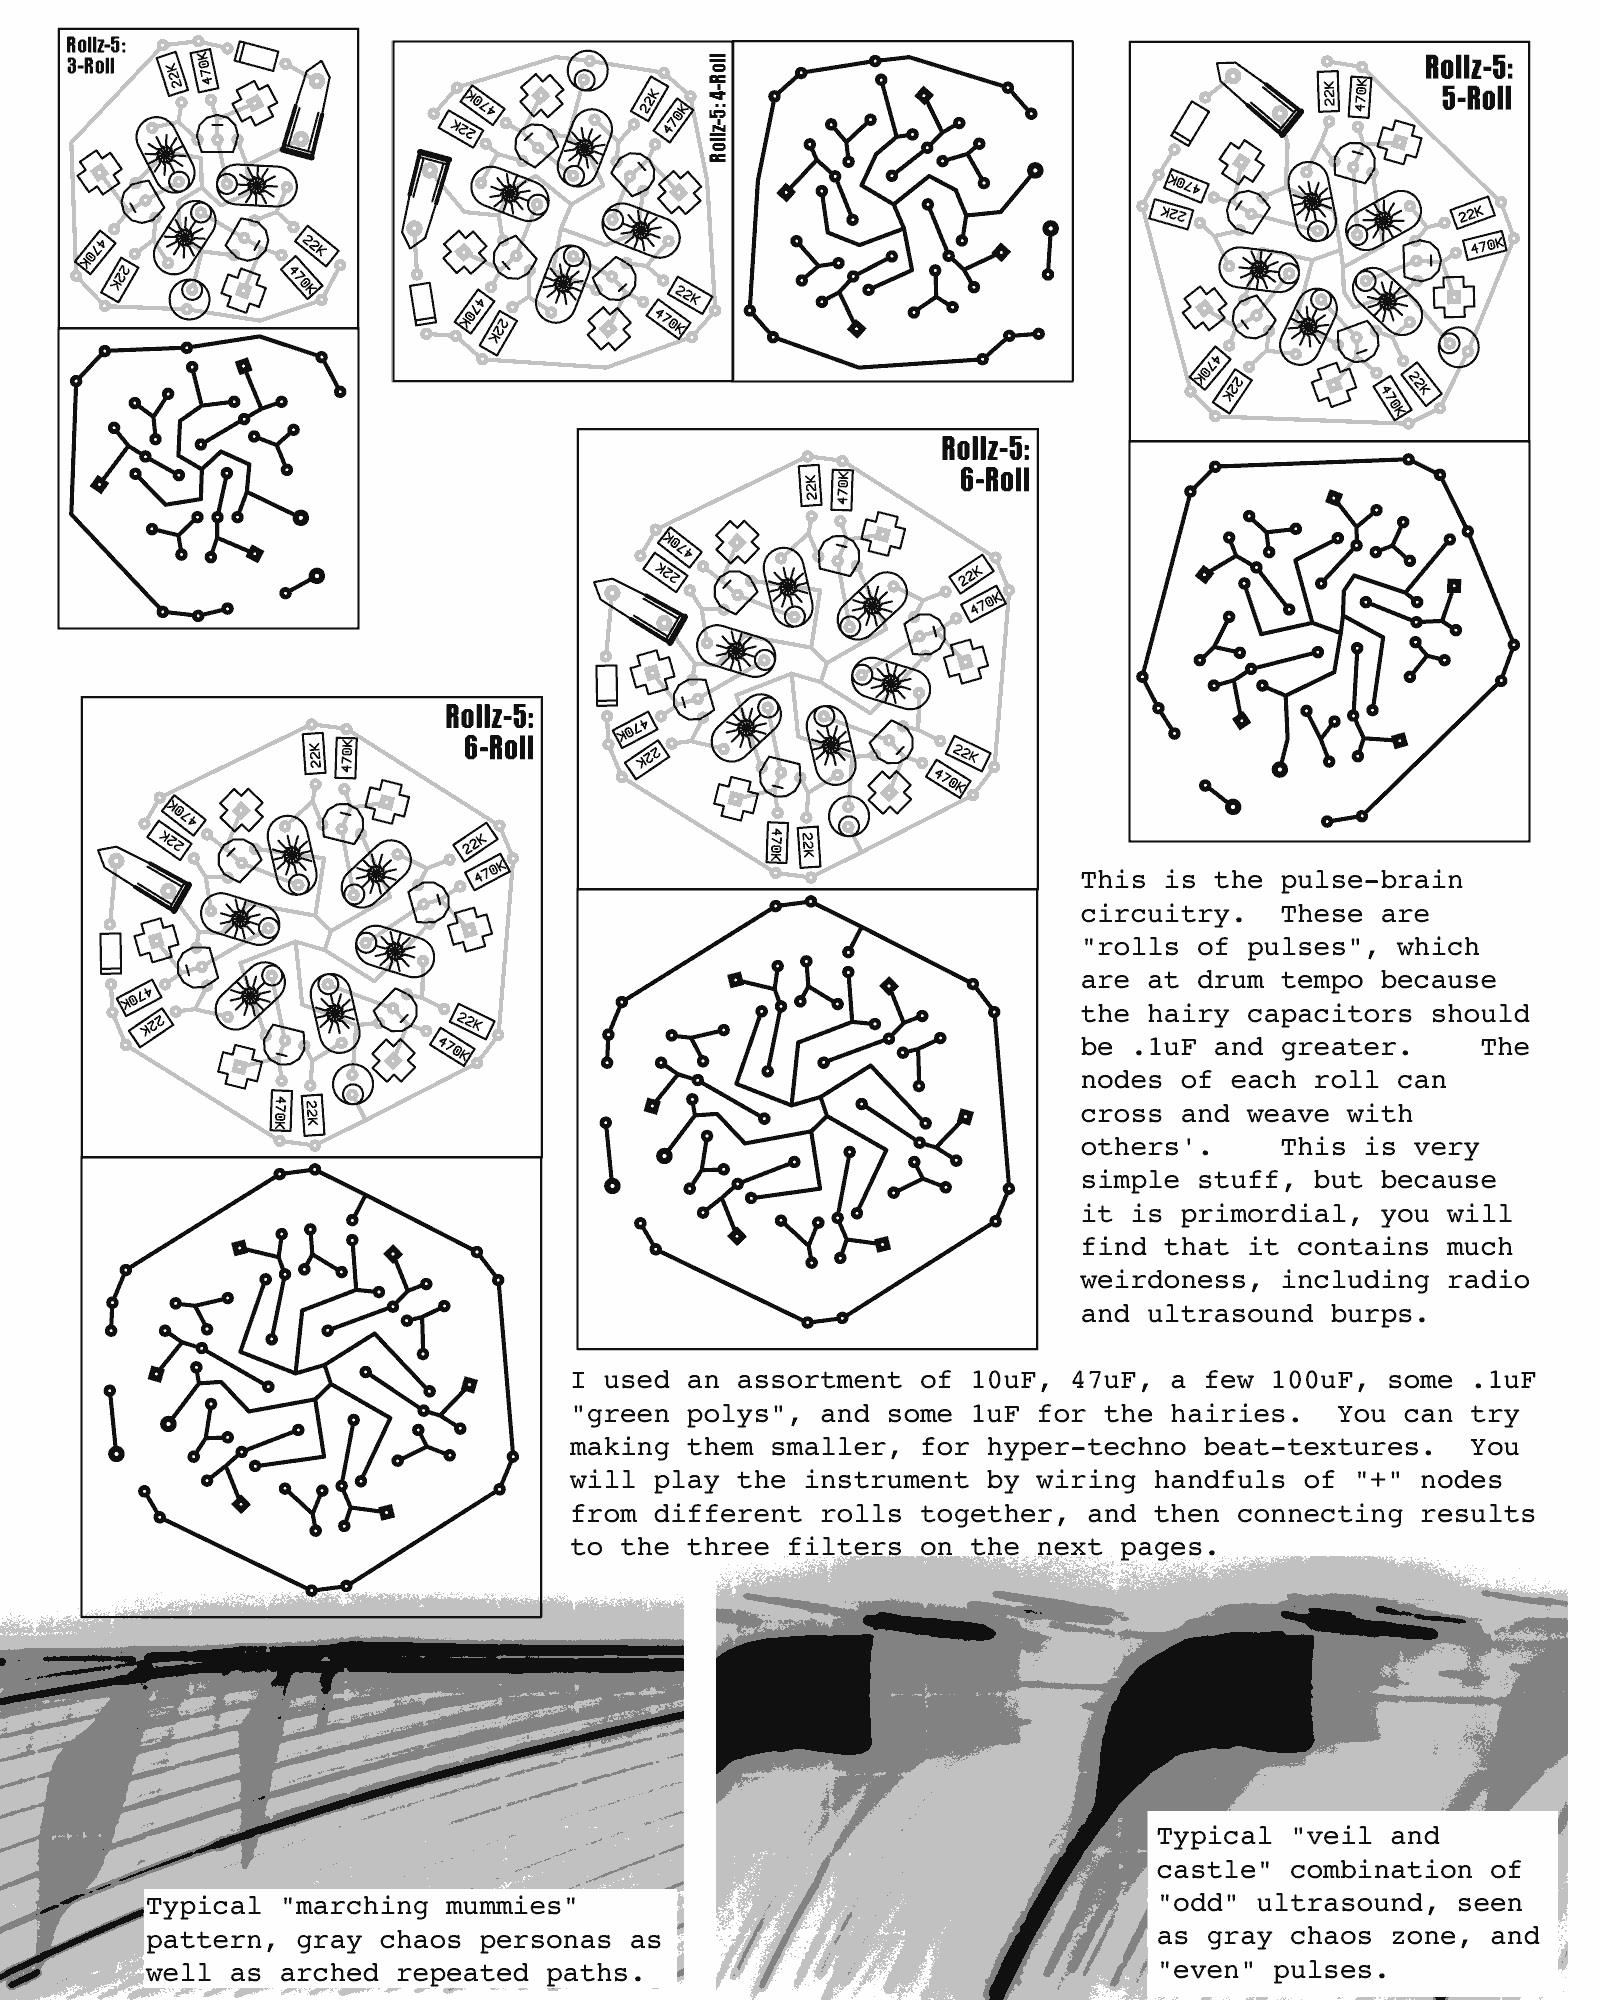 Rollz-5:
3-Roll
22K
470K
470K
22K
22K
470K
Rollz-5: 4-Roll
470K
22K
22K
470K
470K
22K
22K
470K
Rollz-5:
5-Roll
22K
470K
470K
22K
22K
470K
470K
22K
470K
22K
Rollz-5:
6-Roll
22K
470K
470K
22K
22K
470K
470K
22K
22K
470K
470K
22K
Rollz-5:
6-Roll
22K
470K
470K
22K
22K
470K
470K
22K
22K
470K
470K
22K
This is the pulse-brain
circuitry. These are
"rolls of pulses", which
are at drum tempo because
the hairy capacitors should
be .1uF and greater. The
nodes of each roll can
cross and weave with
others'. This is very
simple stuff, but because
it is primordial, you will
find that it contains much
weirdoness, including radio
and ultrasound burps.
I used an assortment of 10uF, 47uF, a few 100uF, some .1uF
"green polys", and some 1uF for the hairies. You can try
making them smaller, for hyper-techno beat-textures. You
will play the instrument by wiring handfuls of "+" nodes
from different rolls together, and then connecting results
to the three filters on the next pages.
Typical "marching mummies"
pattern, gray chaos personas as
well as arched repeated paths.
Typical "veil and
castle" combination of
"odd" ultrasound, seen
as gray chaos zone, and
"even" pulses.